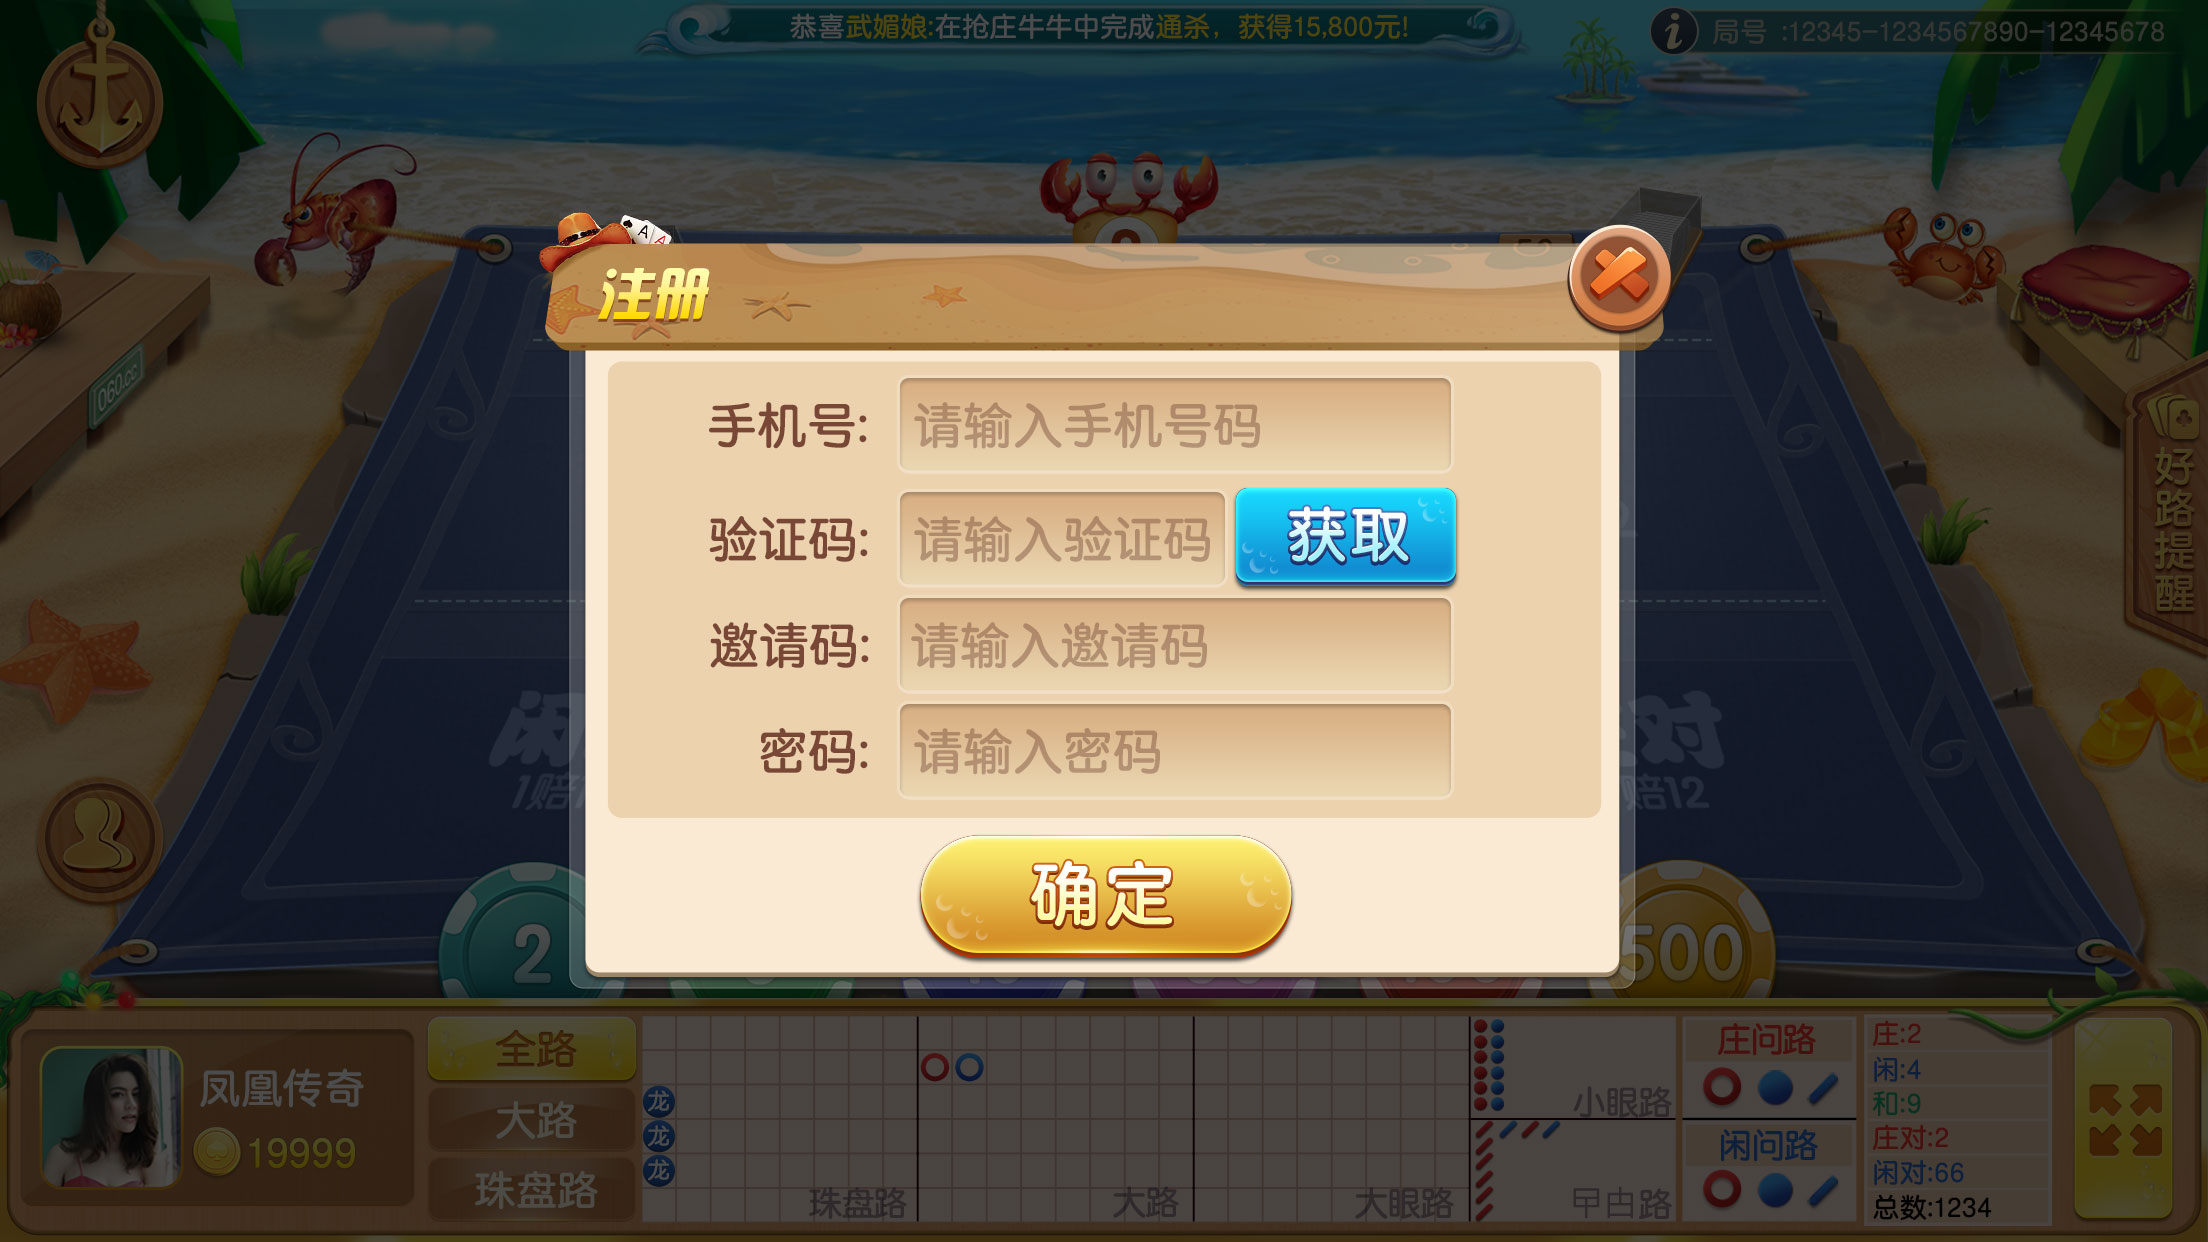 恭喜武媚娘:在抢庄牛牛中完成通杀，获得15,800元!
局号 :12345-1234567890-12345678
A A
注册
手机号: 请输入手机号码
验证码: 请输入验证码 获取
邀请码: 请输入邀请码
密码: 请输入密码
确定
060.cc
好路提醒
闲
对
赔12
2
500
凤凰传奇
19999
全路
大路
珠盘路
龙
龙
龙
珠盘路
大路
大眼路
小眼路
曱甴路
庄问路
闲问路
庄:2
闲:4
和:9
庄对:2
闲对:66
总数:1234